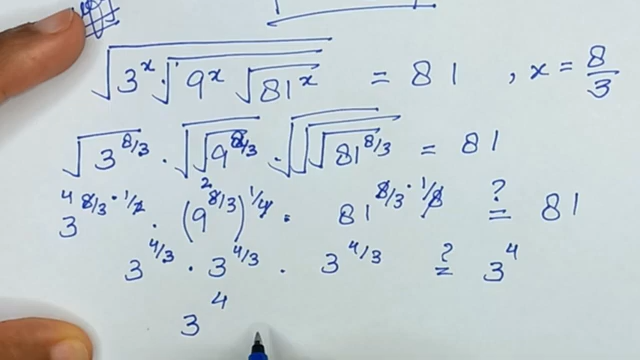 √(3^x · √(9^x √(81^x))) = 81 , x = 8/3
√(3^(8/3)) · √(√(9^(8/3))) · √(√(√(81^(8/3)))) = 81
3^(8/3 · 1/2) 4 · (9^(8/3))^(1/4) 2 · 81^(8/3 · 1/8) ?= 81
3^(4/3) · 3^(4/3) · 3^(4/3) ?= 3^4
3^4